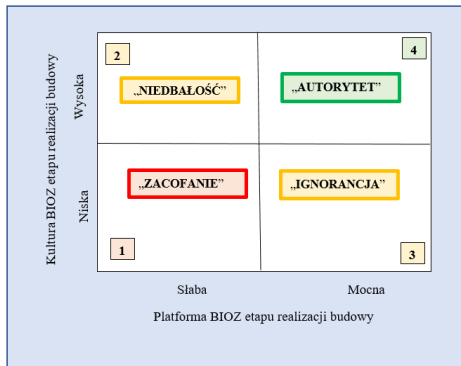 Kultura BIOZ etapu realizacji budowy
Wysoka
Niska
2
4
„NIEDBAŁOŚĆ”
„AUTORYTET”
„ZACOFANIE”
„IGNORANCJA”
1
3
Słaba
Mocna
Platforma BIOZ etapu realizacji budowy